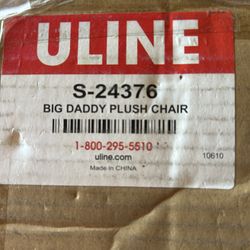 ULINE
S-24376
BIG DADDY PLUSH CHAIR
1-800-295-5510
uline.com
Made in CHINA
10610